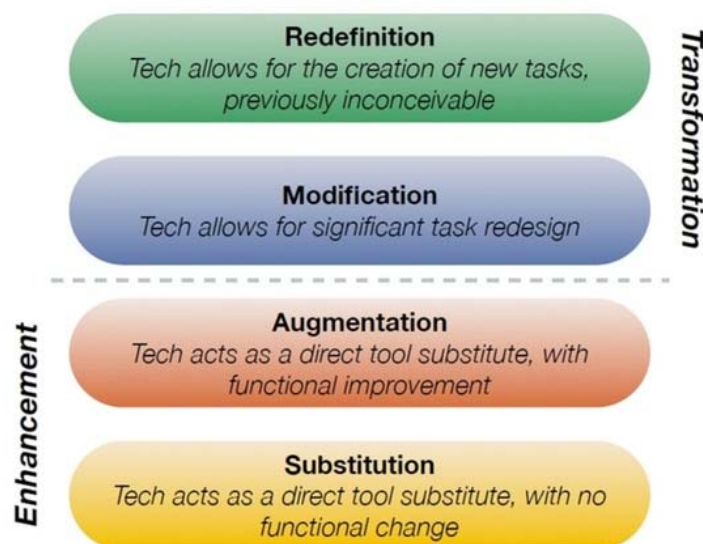 Redefinition
Tech allows for the creation of new tasks,
previously inconceivable
Modification
Tech allows for significant task redesign
Transformation
Augmentation
Tech acts as a direct tool substitute, with
functional improvement
Substitution
Tech acts as a direct tool substitute, with no
functional change
Enhancement